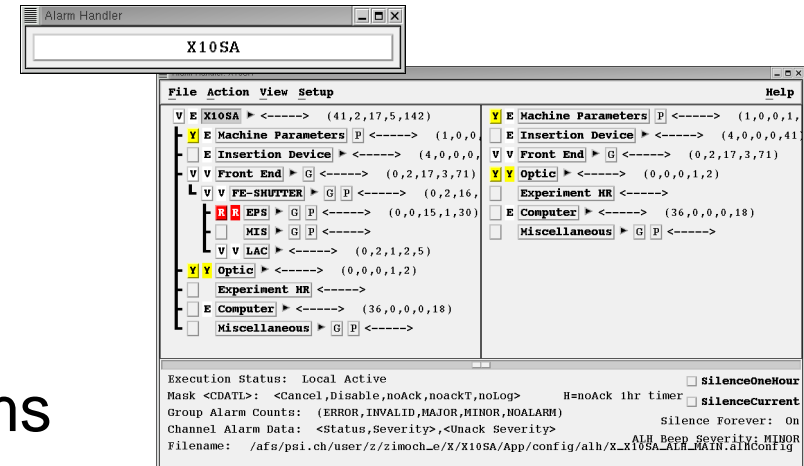 Alarm Handler
X10SA
File Action View Setup Help
V E X10SA <-----> (41,2,17,5,142)
Y E Machine Parameters P <-----> (1,0,0,
E Insertion Device <-----> (4,0,0,0,
V V Front End G <-----> (0,2,17,3,71)
V V FE-SHUTTER G P <-----> (0,2,16,
R R EPS G P <-----> (0,0,15,1,30)
MIS G P <----->
V V LAC <-----> (0,2,1,2,5)
Y Y Optic <-----> (0,0,0,1,2)
Experiment HR <----->
E Computer <-----> (36,0,0,0,18)
Miscellaneous G P <----->
Y E Machine Parameters P <-----> (1,0,0,1,
E Insertion Device <-----> (4,0,0,0,41)
V V Front End G <-----> (0,2,17,3,71)
Y Y Optic <-----> (0,0,0,1,2)
Experiment HR <----->
E Computer <-----> (36,0,0,0,18)
Miscellaneous G P <----->
Execution Status: Local Active
SilenceOneHour
Mask <CDATL>: <Cancel,Disable,noAck,noackT,noLog> H=noAck 1hr timer
SilenceCurrent
Group Alarm Counts: (ERROR,INVALID,MAJOR,MINOR,NOALARM)
Silence Forever: On
Channel Alarm Data: <Status,Severity>,<Unack Severity>
ALH Beep Severity: MINOR
Filename: /afs/psi.ch/user/z/zimoch_e/X/X10SA/App/config/alh/X_X10SA_ALH_MAIN.alhConfig
ns